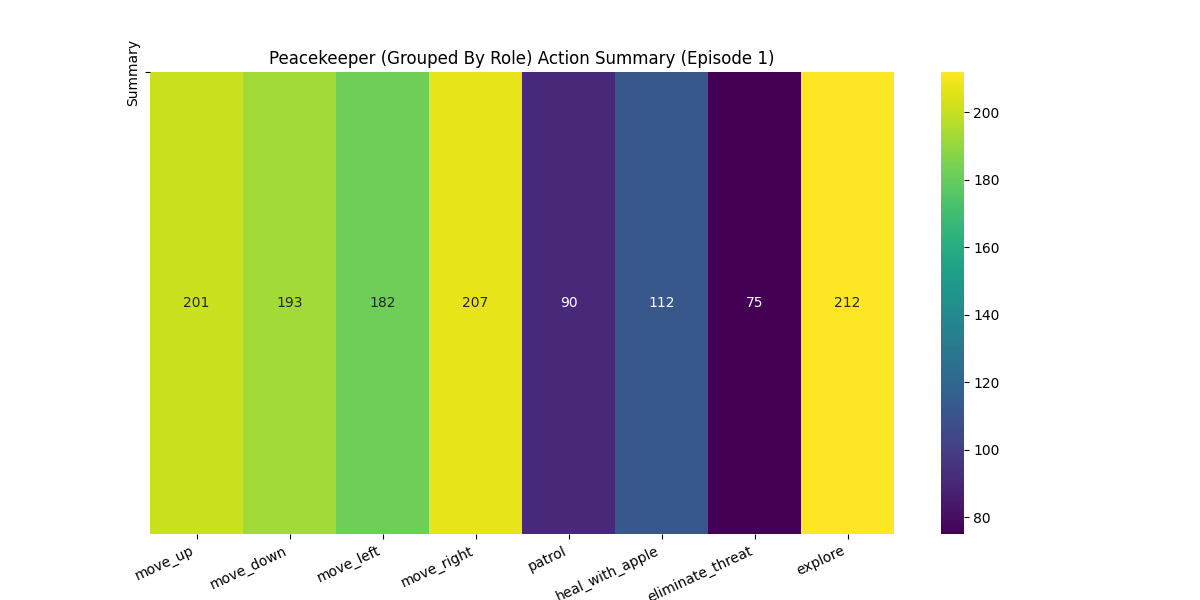 Peacekeeper (Grouped By Role) Action Summary (Episode 1)
Summary
201 193 182 207 90 112 75 212
move_up move_down move_left move_right patrol heal_with_apple eliminate_threat explore
200
180
160
140
120
100
80